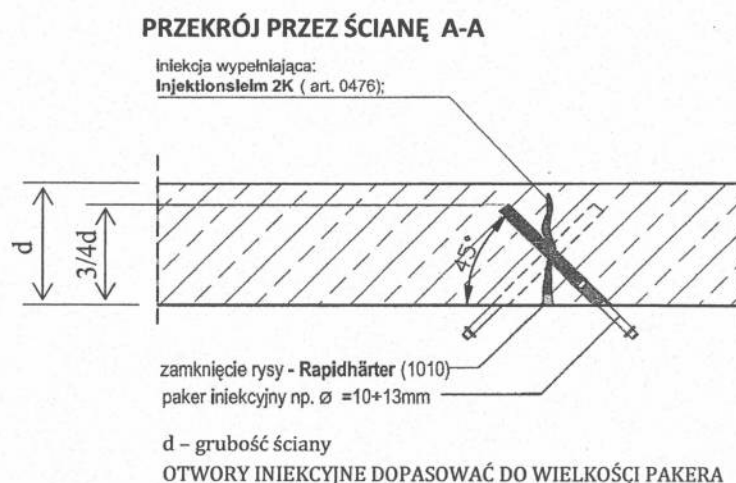 PRZEKRÓJ PRZEZ ŚCIANĘ A-A
Iniekcja wypełniająca:
Injektionsleim 2K ( art. 0476);
d
3/4d
45°
zamknięcie rysy - Rapidhärter (1010)
paker iniekcyjny np. ø =10÷13mm
d – grubość ściany
OTWORY INIEKCYJNE DOPASOWAĆ DO WIELKOŚCI PAKERA